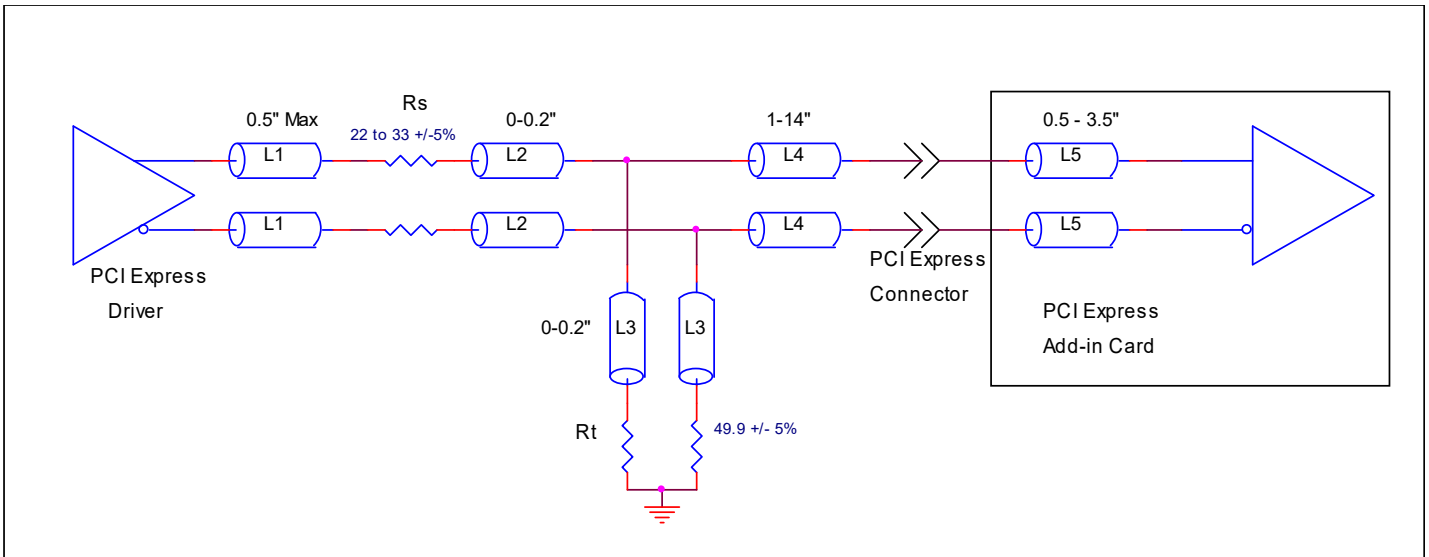 Rs
0.5" Max
22 to 33 +/-5%
0-0.2"
1-14"
0.5 - 3.5"
L1
L2
L4
L5
L1
L2
L4
L5
PCI Express
Driver
PCI Express
Connector
0-0.2"
L3
L3
PCI Express
Add-in Card
Rt
49.9 +/- 5%